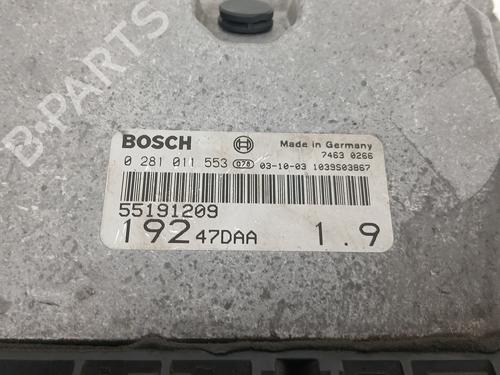 B-PARTS
BOSCH Made in Germany
7463 0266
0 281 011 553 078 03-10-03 1039S03867
55191209
192 47DAA 1.9